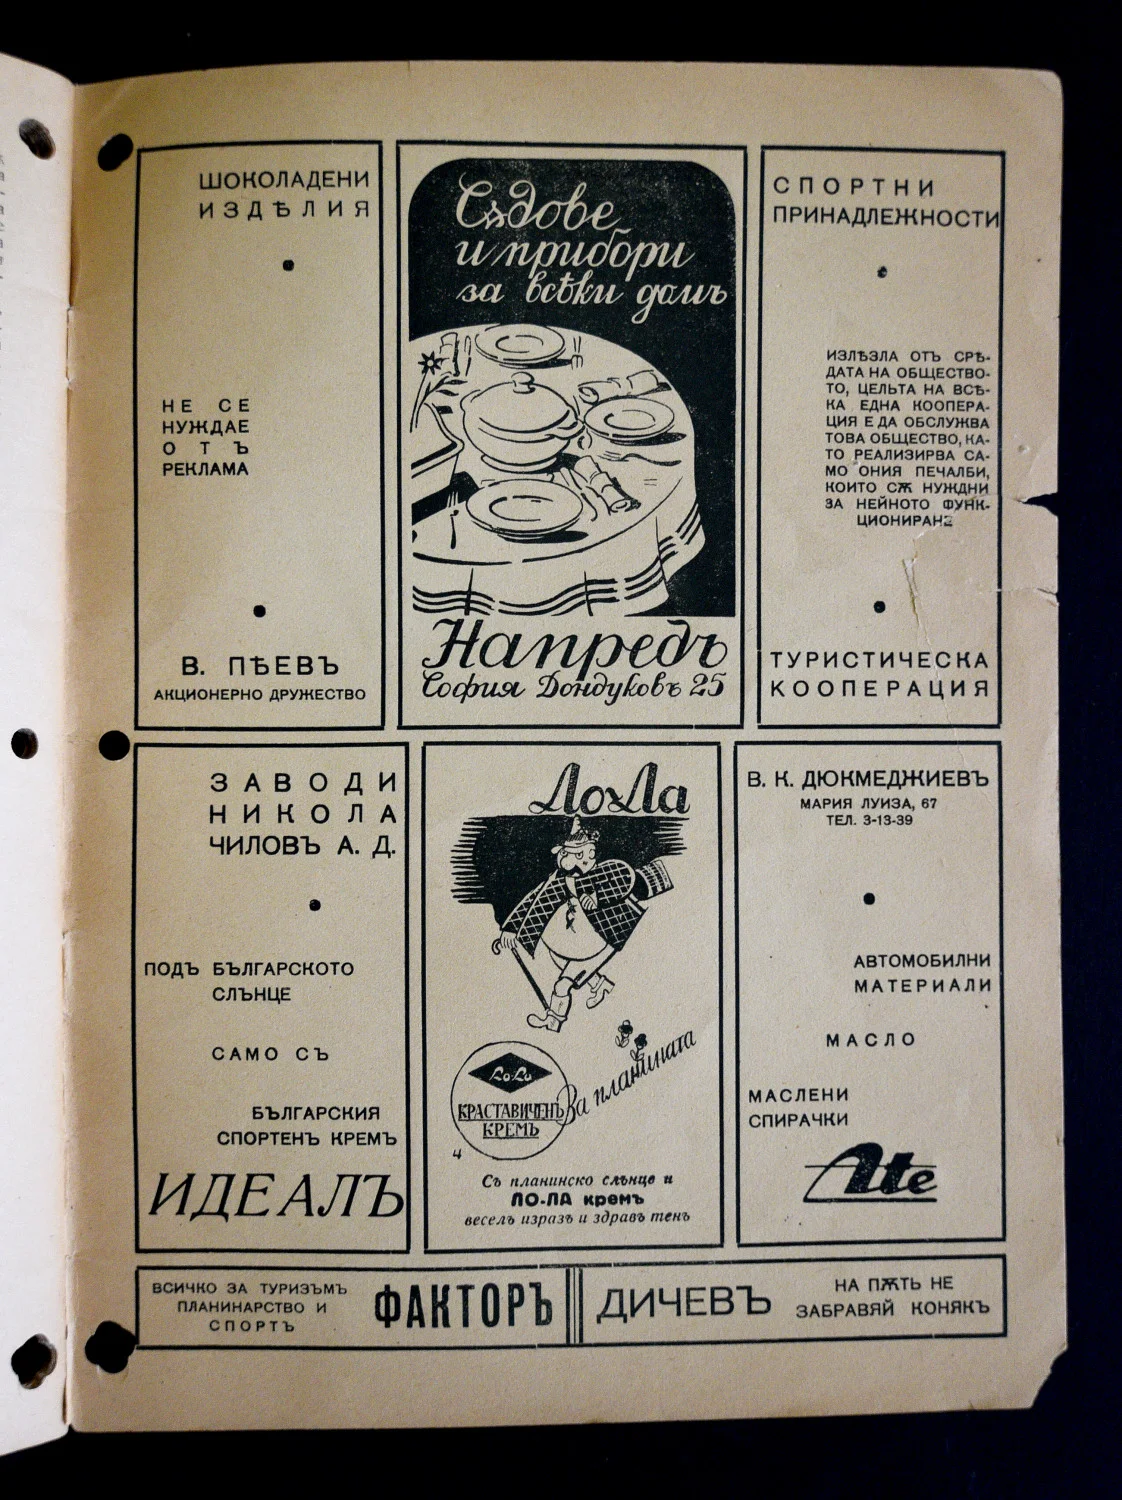 ШОКОЛАДЕНИ
ИЗДѢЛИЯ
НЕ СЕ
НУЖДАЕ
ОТЪ
РЕКЛАМА
В. ПѢЕВЪ
АКЦИОНЕРНО ДРУЖЕСТВО
Сѫдове
и прибори
за всѣки домъ
Напредъ
София Дондуковъ 25
СПОРТНИ
ПРИНАДЛЕЖНОСТИ
ИЗЛѢЗЛА ОТЪ СРѢ-
ДАТА НА ОБЩЕСТВО-
ТО, ЦЕЛЬТА НА ВСѢ-
КА ЕДНА КООПЕРА-
ЦИЯ Е ДА ОБСЛУЖВА
ТОВА ОБЩЕСТВО, КА-
ТО РЕАЛИЗИРВА СА-
МО ОНИЯ ПЕЧАЛБИ,
КОИТО СѪ НУЖДНИ
ЗА НЕЙНОТО ФУНК-
ЦИОНИРАНЕ
ТУРИСТИЧЕСКА
КООПЕРАЦИЯ
ЗАВОДИ
НИКОЛА
ЧИЛОВЪ А. Д.
ПОДЪ БЪЛГАРСКОТО
СЛЪНЦЕ
САМО СЪ
БЪЛГАРСКИЯ
СПОРТЕНЪ КРЕМЪ
ИДЕАЛЪ
ЛоЛа
Lo-La
КРАСТАВИЧЕНЪ
КРЕМЪ
За планината
Ч
Съ планинско слънце и
ЛО-ЛА кремъ
веселъ изразъ и здравъ тенъ
В. К. ДЮКМЕДЖИЕВЪ
МАРИЯ ЛУИЗА, 67
ТЕЛ. 3-13-39
АВТОМОБИЛНИ
МАТЕРИАЛИ
МАСЛО
МАСЛЕНИ
СПИРАЧКИ
Ate
ВСИЧКО ЗА ТУРИЗЪМЪ
ПЛАНИНАРСТВО И
СПОРТЪ
ФАКТОРЪ
ДИЧЕВЪ
НА ПѪТЬ НЕ
ЗАБРАВЯЙ КОНЯКЪ